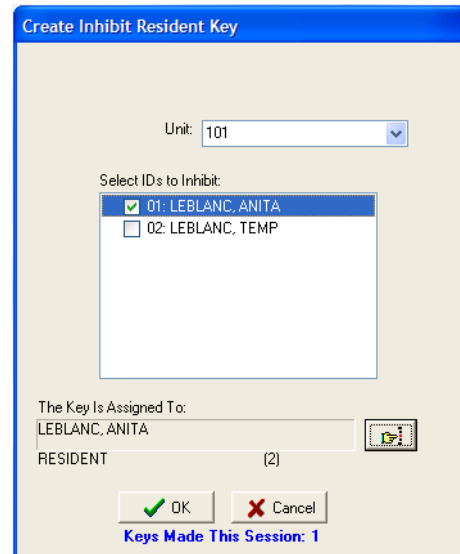 Create Inhibit Resident Key
Unit: 101
Select IDs to Inhibit:
01: LEBLANC, ANITA
02: LEBLANC, TEMP
The Key Is Assigned To:
LEBLANC, ANITA
RESIDENT (2)
OK Cancel
Keys Made This Session: 1